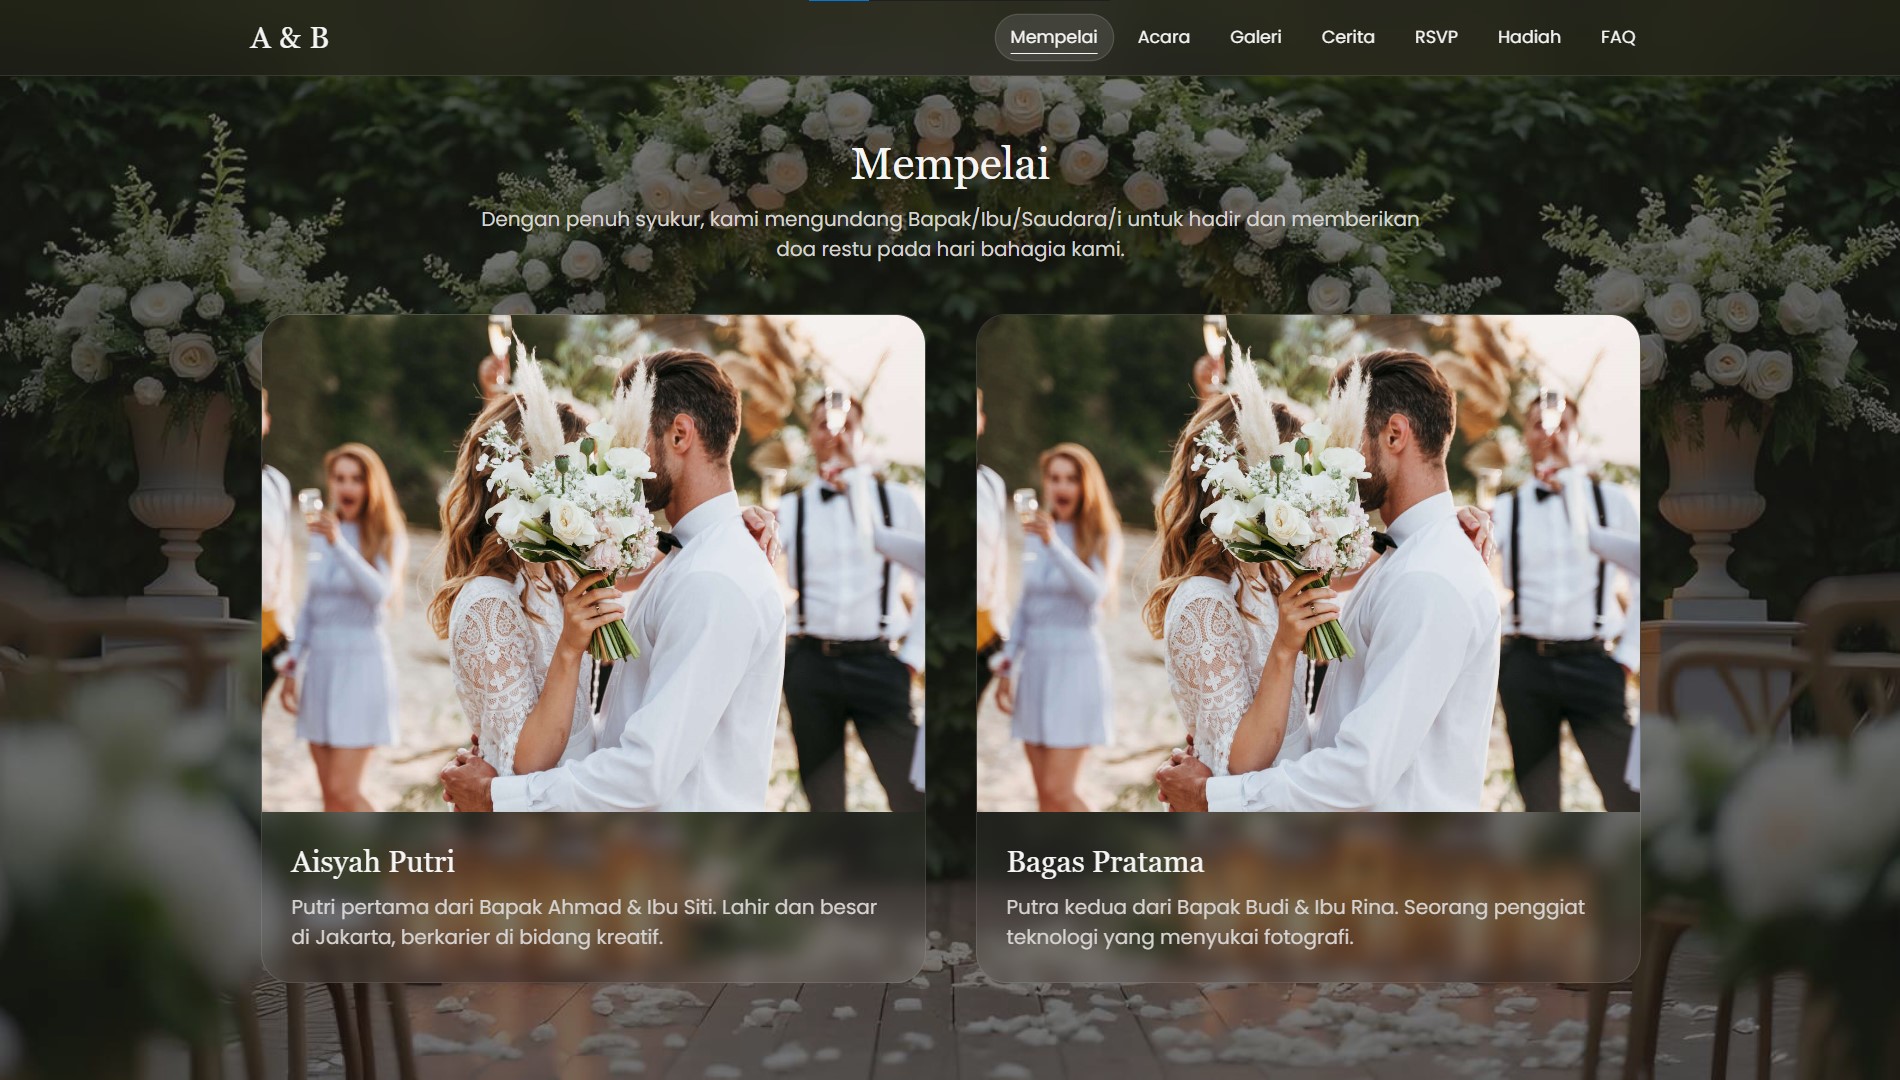 A & B
Mempelai
Acara
Galeri
Cerita
RSVP
Hadiah
FAQ
Mempelai
Dengan penuh syukur, kami mengundang Bapak/Ibu/Saudara/i untuk hadir dan memberikan
doa restu pada hari bahagia kami.
Aisyah Putri
Putri pertama dari Bapak Ahmad & Ibu Siti. Lahir dan besar
di Jakarta, berkarier di bidang kreatif.
Bagas Pratama
Putra kedua dari Bapak Budi & Ibu Rina. Seorang penggiat
teknologi yang menyukai fotografi.